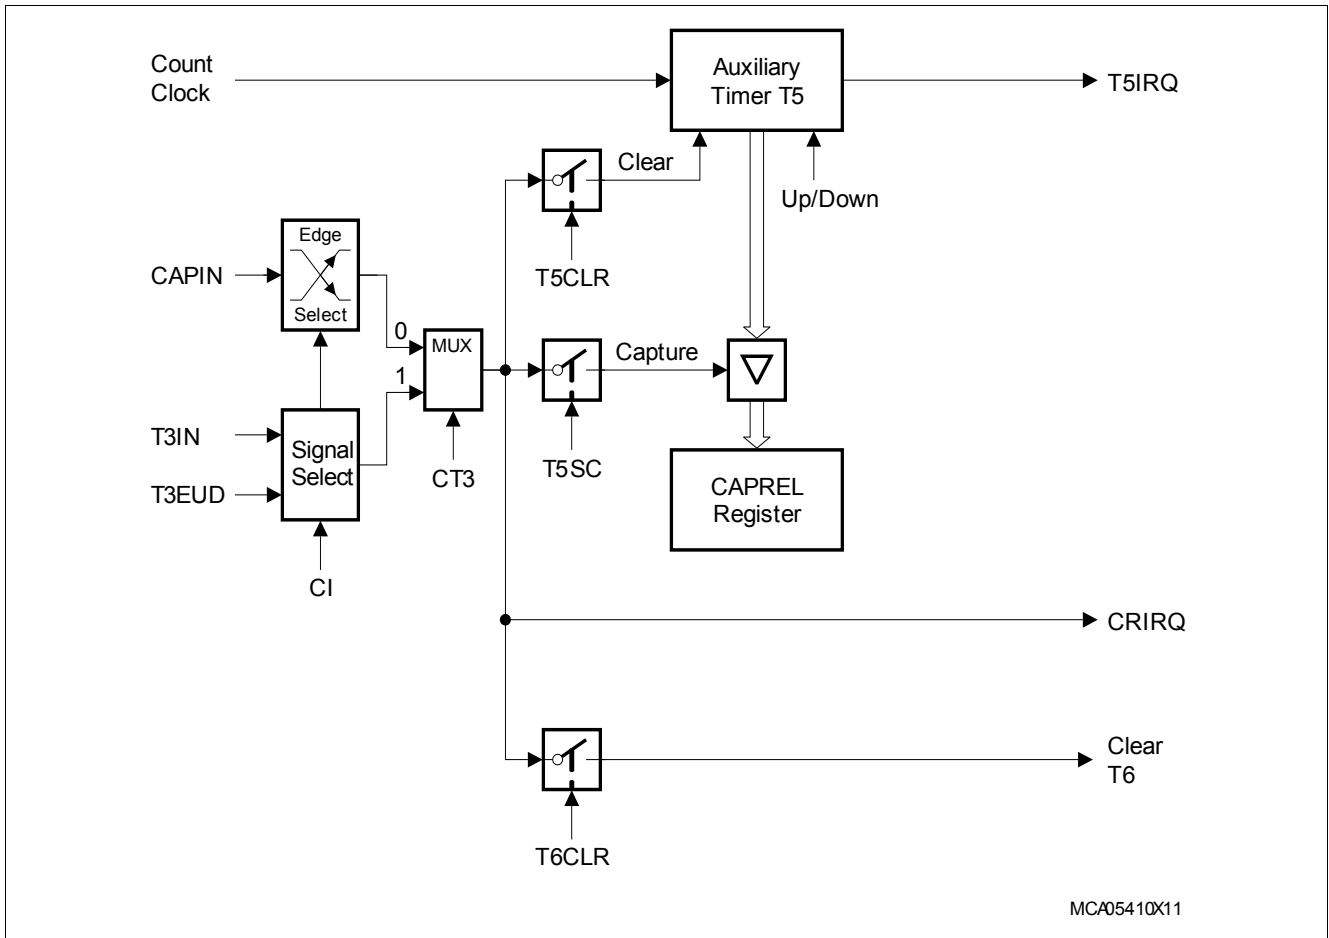 Count
Clock
Auxiliary
Timer T5
T5IRQ
Clear
Up/Down
T5CLR
Edge
Select
CAPIN
0
MUX
1
Capture
T3IN
T3EUD
Signal
Select
CT3
T5SC
CAPREL
Register
CI
CRIRQ
Clear
T6
T6CLR
MCA05410X11